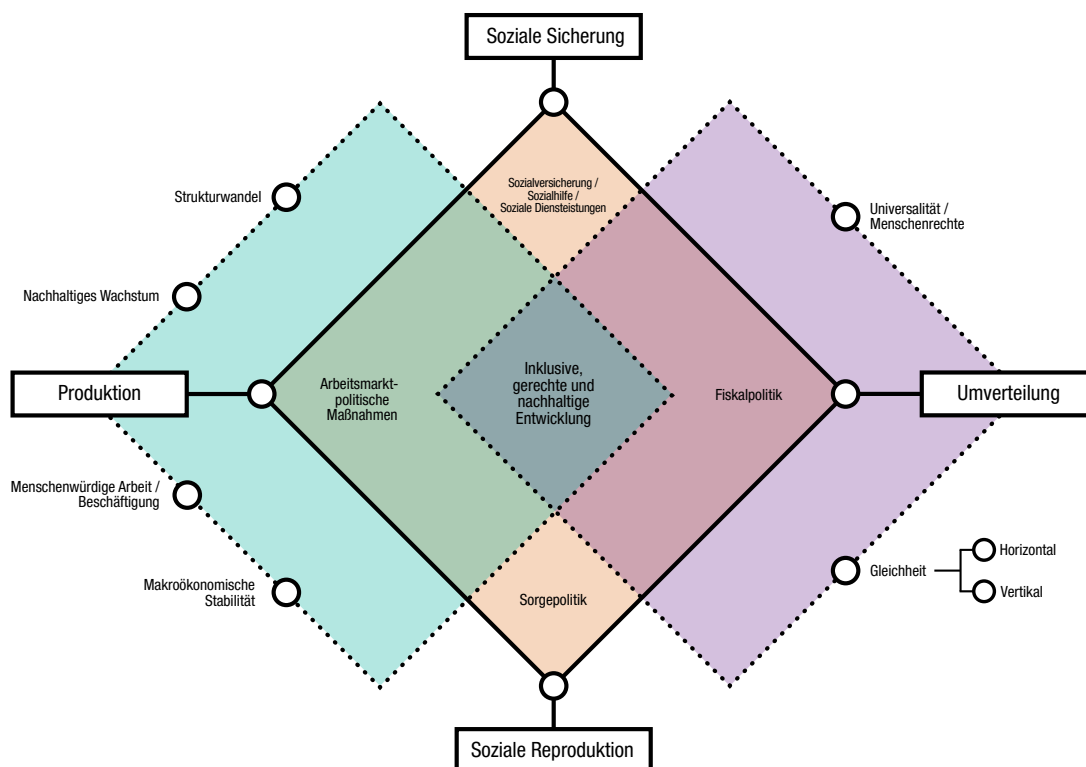 Soziale Sicherung
Sozialversicherung /
Sozialhilfe /
Soziale Diensteistungen
Strukturwandel
Universalität /
Menschenrechte
Nachhaltiges Wachstum
Produktion
Arbeitsmarkt-
politische
Maßnahmen
Inklusive,
gerechte und
nachhaltige
Entwicklung
Fiskalpolitik
Umverteilung
Menschenwürdige Arbeit /
Beschäftigung
Makroökonomische
Stabilität
Sorgepolitik
Gleichheit
Horizontal
Vertikal
Soziale Reproduktion